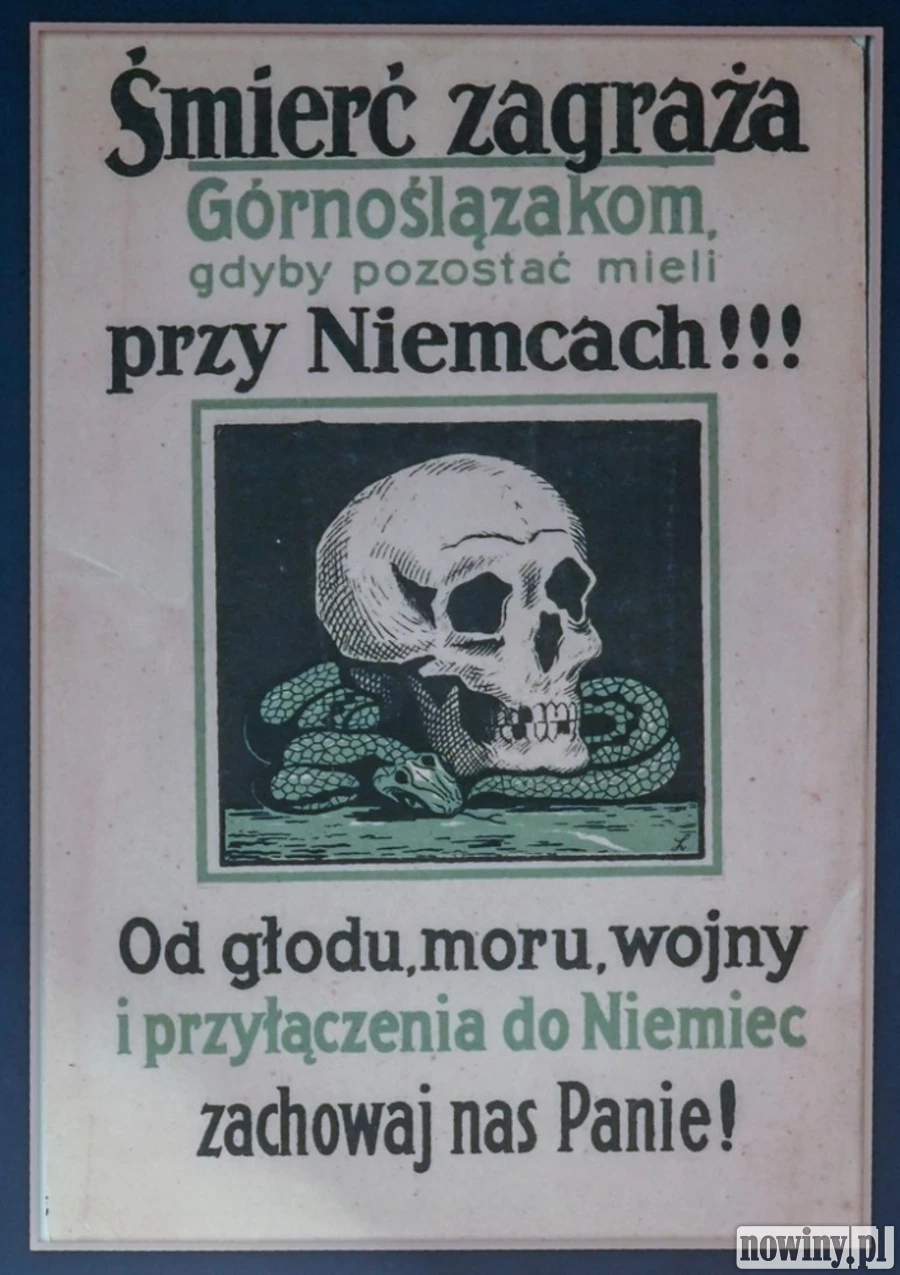 Śmierć zagraża
Górnoślązakom,
gdyby pozostać mieli
przy Niemcach!!!
Od głodu, moru, wojny
i przyłączenia do Niemiec
zachowaj nas Panie!
nowiny.pl